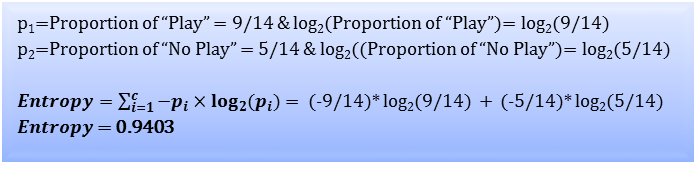 p₁=Proportion of “Play” = 9/14 & log₂(Proportion of “Play”)= log₂(9/14)
p₂=Proportion of “No Play” = 5/14 & log₂((Proportion of “No Play”)= log₂(5/14)
Entropy = ∑ᶜᵢ₌₁ −pᵢ × log₂(pᵢ) = (-9/14)*log₂(9/14) + (-5/14)*log₂(5/14)
Entropy = 0.9403